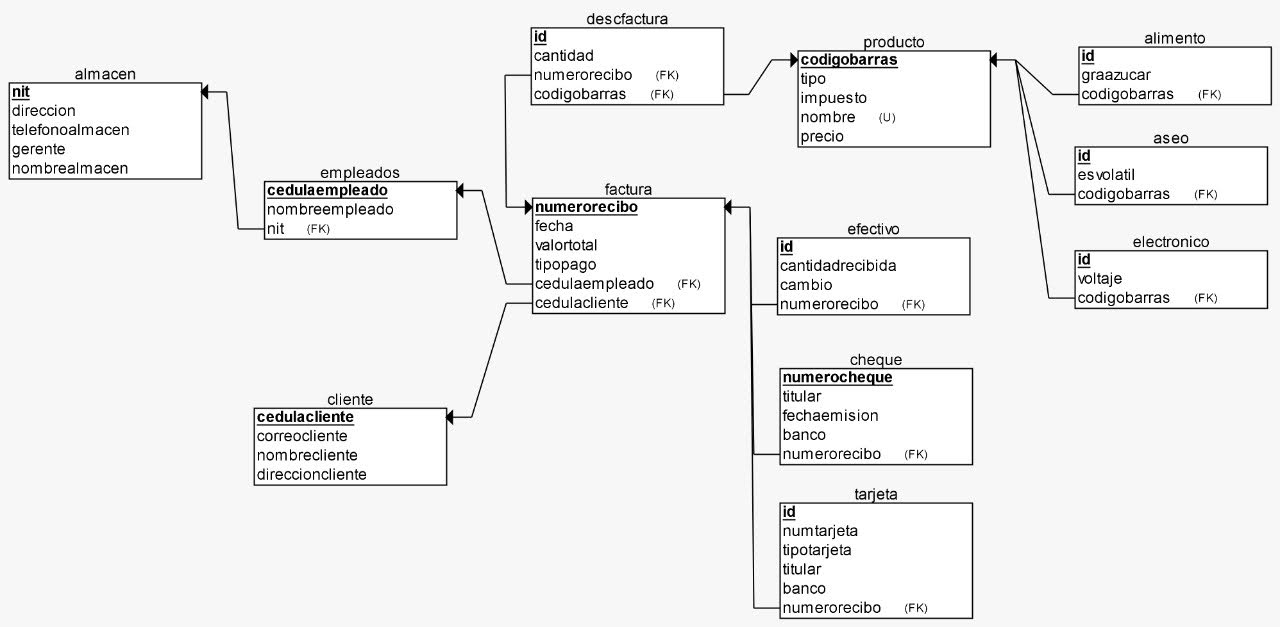 almacen
nit
direccion
telefonoalmacen
gerente
nombrealmacen
empleados
cedulaempleado
nombreempleado
nit (FK)
cliente
cedulacliente
correocliente
nombrecliente
direccioncliente
descfactura
id
cantidad
numerorecibo (FK)
codigobarras (FK)
factura
numerorecibo
fecha
valortotal
tipopago
cedulaempleado (FK)
cedulacliente (FK)
producto
codigobarras
tipo
impuesto
nombre (U)
precio
efectivo
id
cantidadrecibida
cambio
numerorecibo (FK)
cheque
numerocheque
titular
fechaemision
banco
numerorecibo (FK)
tarjeta
id
numtarjeta
tipotarjeta
titular
banco
numerorecibo (FK)
alimento
id
graazucar
codigobarras (FK)
aseo
id
esvolatil
codigobarras (FK)
electronico
id
voltaje
codigobarras (FK)